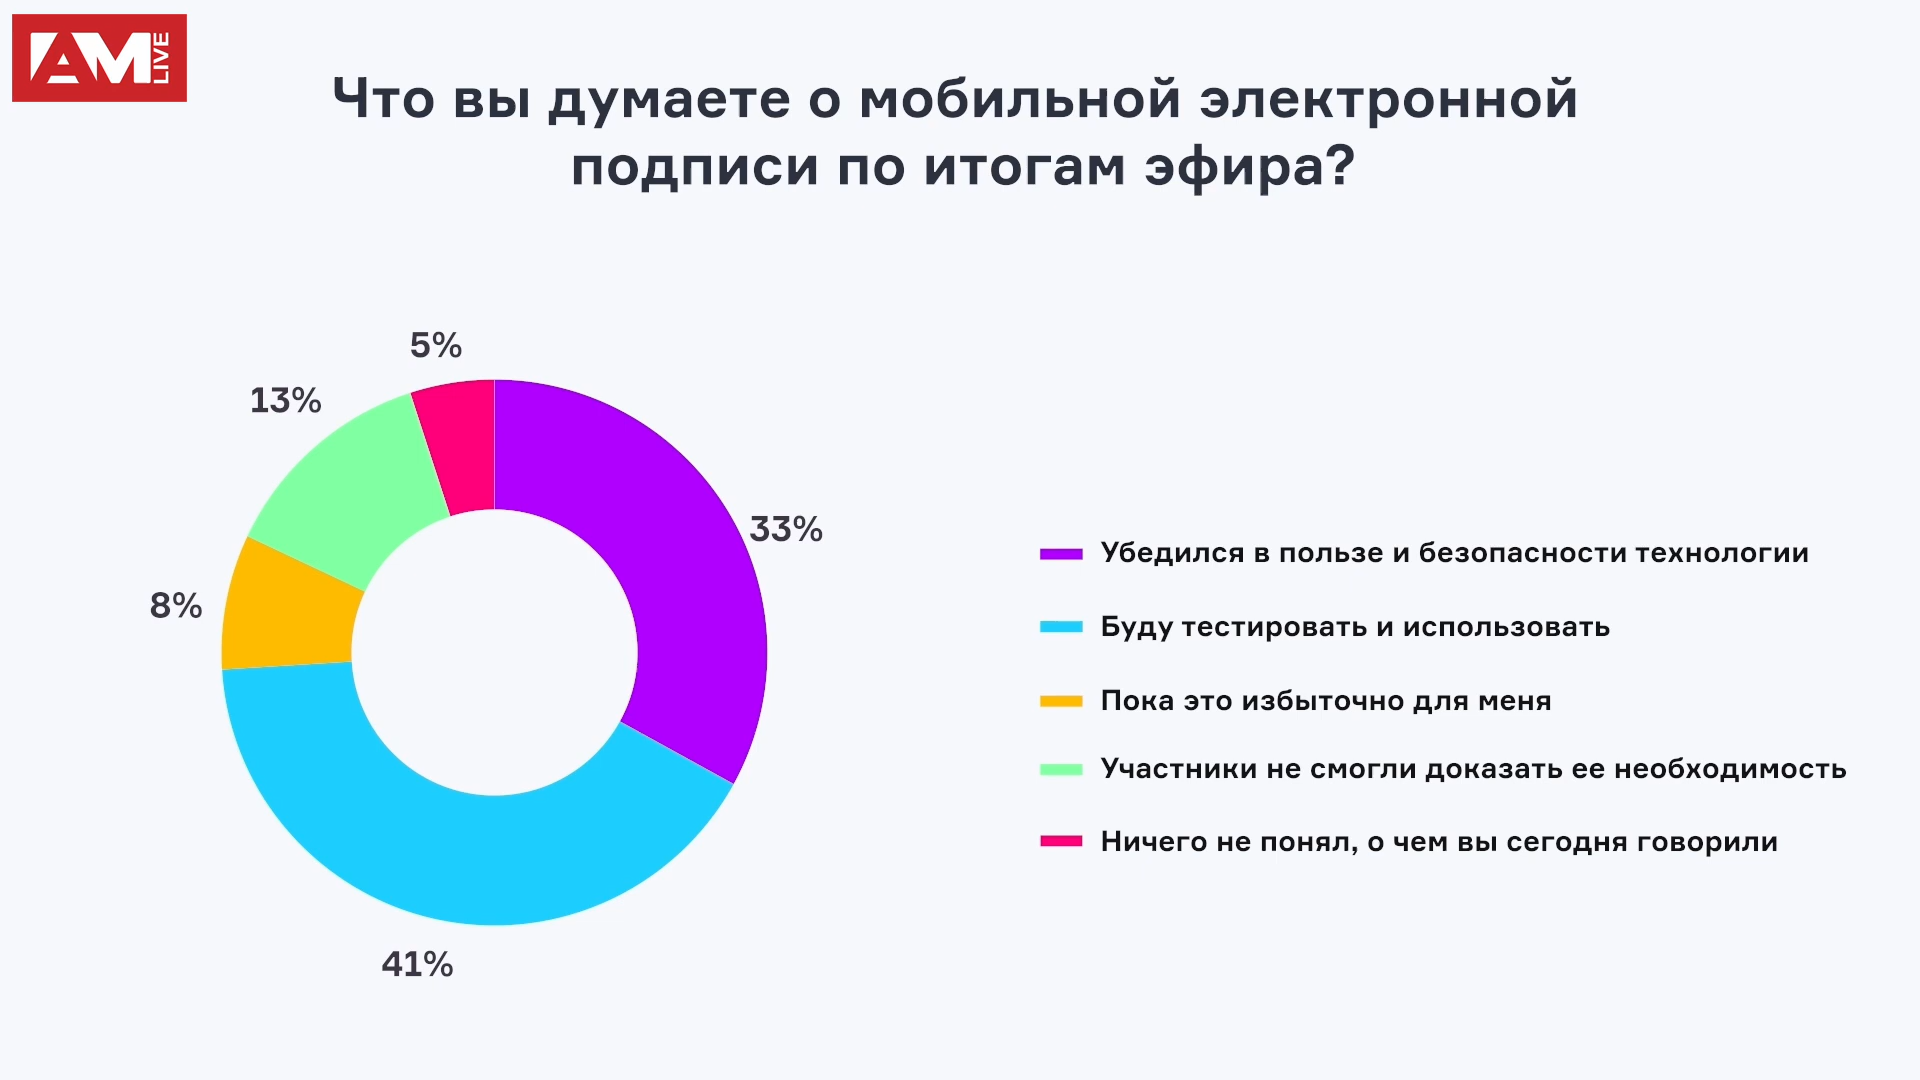 AM LIVE
Что вы думаете о мобильной электронной
подписи по итогам эфира?
5%
13%
33%
8%
41%
Убедился в пользе и безопасности технологии
Буду тестировать и использовать
Пока это избыточно для меня
Участники не смогли доказать ее необходимость
Ничего не понял, о чем вы сегодня говорили